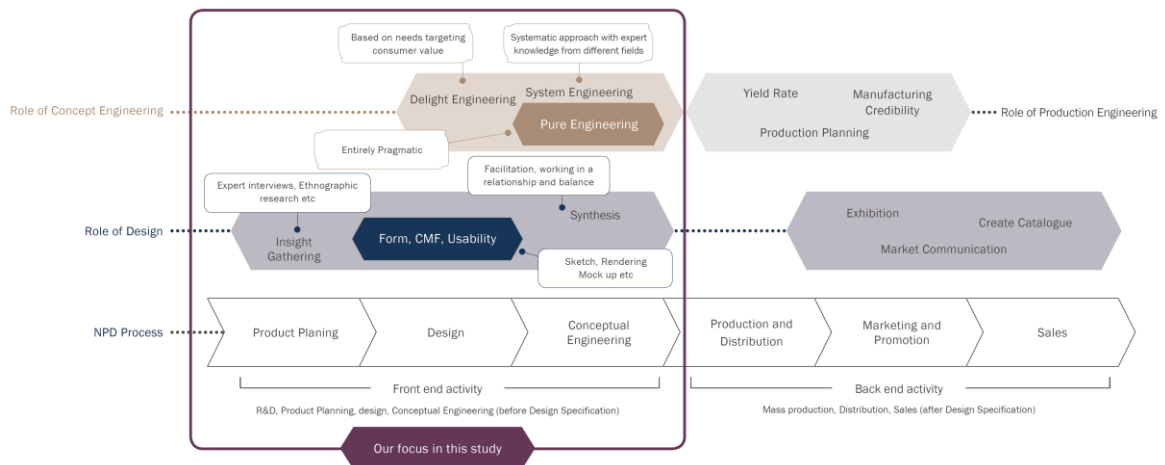 Based on needs targeting
consumer value
Systematic approach with expert
knowledge from different fields
Role of Concept Engineering
Delight Engineering
System Engineering
Pure Engineering
Entirely Pragmatic
Yield Rate
Manufacturing
Credibility
Production Planning
Role of Production Engineering
Expert interviews, Ethnographic
research etc
Facilitation, working in a
relationship and balance
Role of Design
Insight
Gathering
Form, CMF, Usability
Synthesis
Sketch, Rendering
Mock up etc
Exhibition
Create Catalogue
Market Communication
NPD Process
Product Planing
Design
Conceptual
Engineering
Production and
Distribution
Marketing and
Promotion
Sales
Front end activity
R&D, Product Planning, design, Conceptual Engineering (before Design Specification)
Back end activity
Mass production, Distribution, Sales (after Design Specification)
Our focus in this study